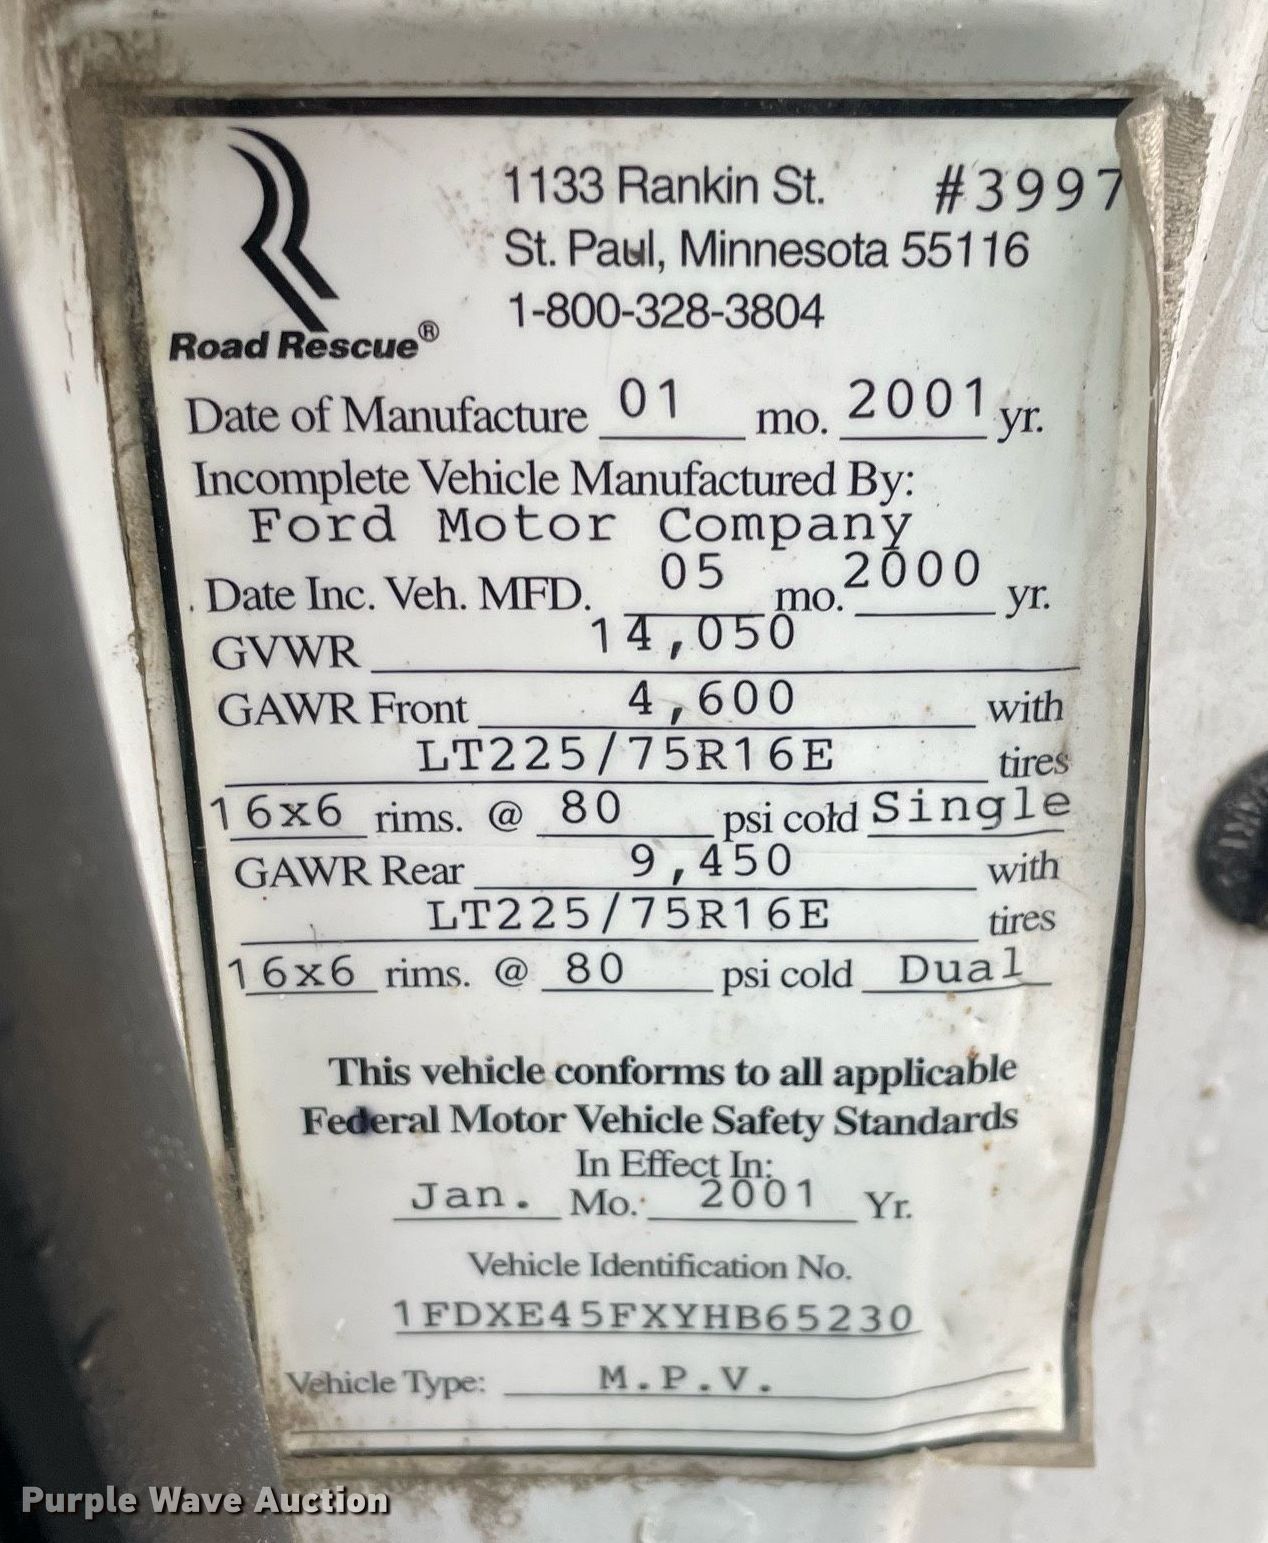 1133 Rankin St. #3997
St. Paul, Minnesota 55116
1-800-328-3804
Road Rescue®
Date of Manufacture 01 mo. 2001 yr.
Incomplete Vehicle Manufactured By:
Ford Motor Company
Date Inc. Veh. MFD. 05 mo. 2000 yr.
GVWR 14,050
GAWR Front 4,600 with
LT225/75R16E tires
16x6 rims. @ 80 psi cold Single
GAWR Rear 9,450 with
LT225/75R16E tires
16x6 rims. @ 80 psi cold Dual
This vehicle conforms to all applicable
Federal Motor Vehicle Safety Standards
In Effect In:
Jan. Mo. 2001 Yr.
Vehicle Identification No.
1FDXE45FXYHB65230
Vehicle Type: M.P.V.
Purple Wave Auction